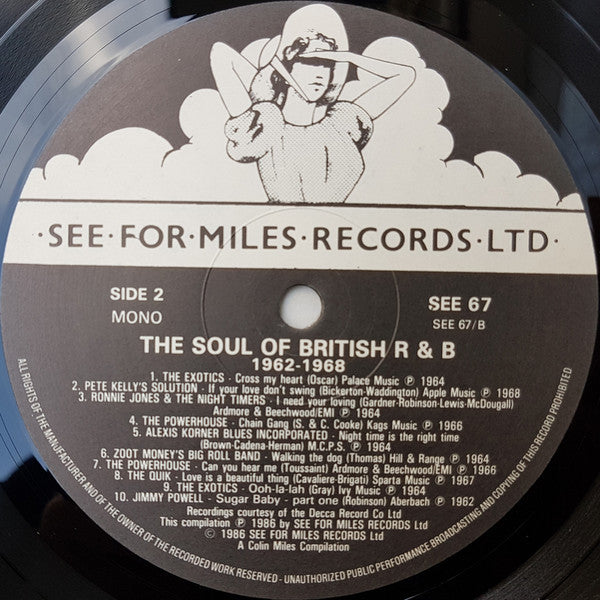 ·SEE·FOR·MILES·RECORDS·LTD·
SIDE 2
MONO
SEE 67
SEE 67/B
THE SOUL OF BRITISH R & B
1962-1968
1. THE EXOTICS - Cross my heart (Oscar) Palace Music ℗ 1964
2. PETE KELLY'S SOLUTION - If your love don't swing (Bickerton-Waddington) Apple Music ℗ 1968
3. RONNIE JONES & THE NIGHT TIMERS - I need your loving (Gardner-Robinson-Lewis-McDougall)
Ardmore & Beechwood/EMI ℗ 1964
4. THE POWERHOUSE - Chain Gang (S. & C. Cooke) Kags Music ℗ 1966
5. ALEXIS KORNER BLUES INCORPORATED - Night time is the right time
(Brown-Cadena-Herman) M.C.P.S. ℗ 1964
6. ZOOT MONEY'S BIG ROLL BAND - Walking the dog (Thomas) Hill & Range ℗ 1964
7. THE POWERHOUSE - Can you hear me (Toussaint) Ardmore & Beechwood/EMI ℗ 1966
8. THE QUIK - Love is a beautiful thing (Cavaliere-Brigati) Sparta Music ℗ 1967
9. THE EXOTICS - Ooh-la-lah (Gray) Ivy Music ℗ 1964
10. JIMMY POWELL - Sugar Baby - part one (Robinson) Aberbach ℗ 1962
Recordings courtesy of the Decca Record Co Ltd
This compilation ℗ 1986 by SEE FOR MILES RECORDS Ltd
© 1986 SEE FOR MILES RECORDS Ltd
A Colin Miles Compilation
ALL RIGHTS OF THE MANUFACTURER AND OF THE OWNER OF THE RECORDED WORK RESERVED - UNAUTHORIZED PUBLIC PERFORMANCE BROADCASTING AND COPYING OF THIS RECORD PROHIBITED